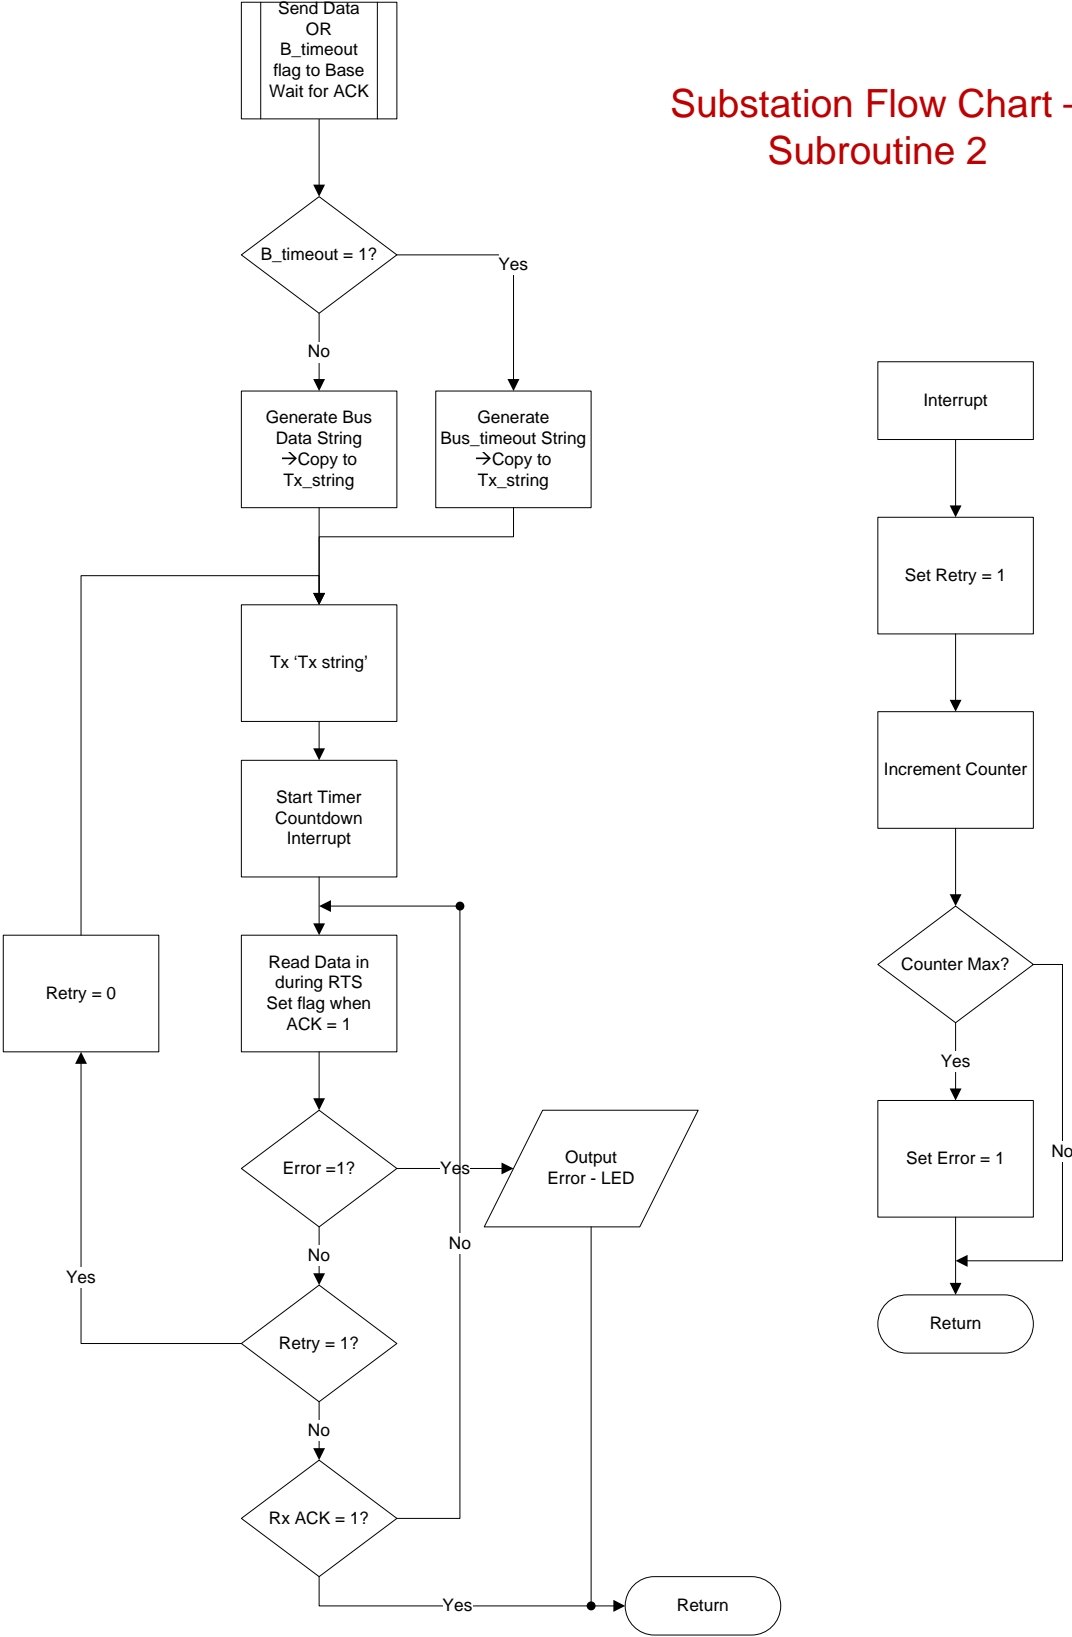 Send Data
OR
B_timeout
flag to Base
Wait for ACK
Substation Flow Chart -
Subroutine 2
B_timeout = 1?
Yes
No
Generate Bus
Data String
→Copy to
Tx_string
Generate
Bus_timeout String
→Copy to
Tx_string
Tx ‘Tx string’
Start Timer
Countdown
Interrupt
Read Data in
during RTS
Set flag when
ACK = 1
Retry = 0
Error =1?
Yes
Output
Error - LED
No
No
Yes
Retry = 1?
No
Rx ACK = 1?
Yes
Return
Interrupt
Set Retry = 1
Increment Counter
Counter Max?
Yes
Set Error = 1
No
Return